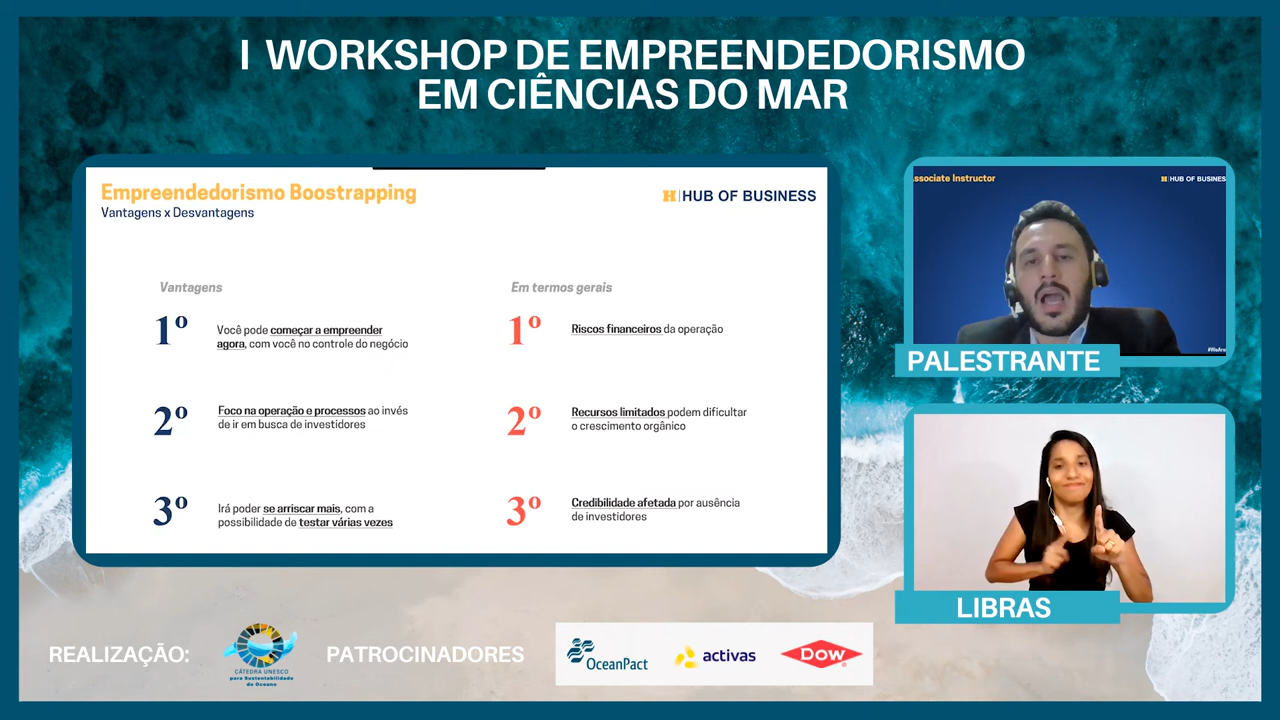 I WORKSHOP DE EMPREENDEDORISMO
EM CIÊNCIAS DO MAR
Empreendedorismo Boostrapping
Vantagens x Desvantagens
H|HUB OF BUSINESS
Vantagens
1º
Você pode começar a empreender
agora, com você no controle do negócio
2º
Foco na operação e processos ao invés
de ir em busca de investidores
3º
Irá poder se arriscar mais, com a
possibilidade de testar várias vezes
Em termos gerais
1º
Riscos financeiros da operação
2º
Recursos limitados podem dificultar
o crescimento orgânico
3º
Credibilidade afetada por ausência
de investidores
ssociate Instructor
H|HUB OF BUSINES
#WeAre
PALESTRANTE
LIBRAS
REALIZAÇÃO:
CÁTEDRA UNESCO
para Sustentabilidade
do Oceano
PATROCINADORES
OceanPact
activas
Dow